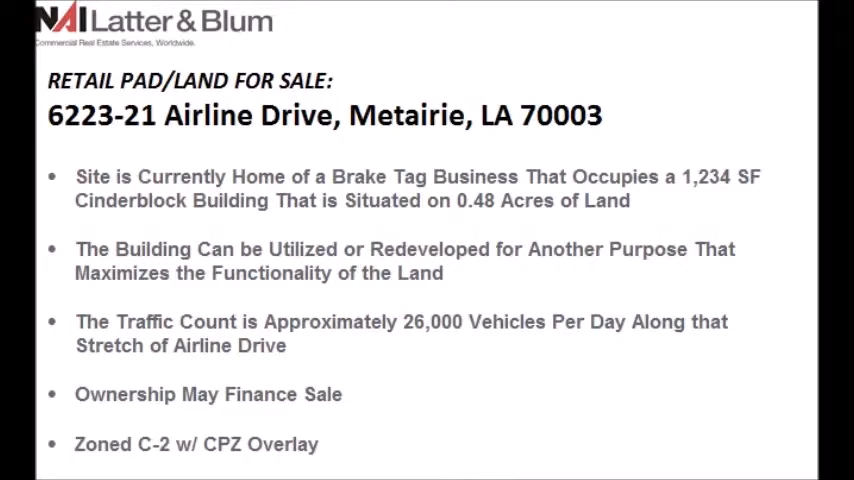 NAI Latter & Blum
Commercial Real Estate Services, Worldwide.
RETAIL PAD/LAND FOR SALE:
6223-21 Airline Drive, Metairie, LA 70003
• Site is Currently Home of a Brake Tag Business That Occupies a 1,234 SF
Cinderblock Building That is Situated on 0.48 Acres of Land
• The Building Can be Utilized or Redeveloped for Another Purpose That
Maximizes the Functionality of the Land
• The Traffic Count is Approximately 26,000 Vehicles Per Day Along that
Stretch of Airline Drive
• Ownership May Finance Sale
• Zoned C-2 w/ CPZ Overlay